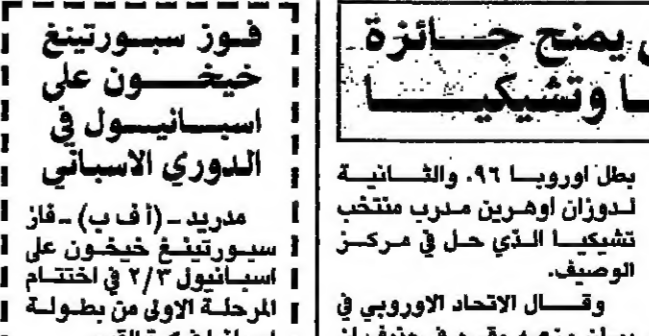 ي يمنح جائزة
ا وتشيكيا
بطل اوروبا ٩٦، والثانية
لدوزان اوهرين مدرب منتخب
تشيكيا الذي حل في مركز
الوصيف.
وقال الاتحاد الاوروبي في
فوز سبورتينغ
خيخون على
اسبانيول في
الدوري الاسباني
مدريد ـ (أ ف ب) ـ فاز
سبورتينغ خيخون على
اسبانيول ٢/٣ في اختتام
المرحلة الاولى من بطولة